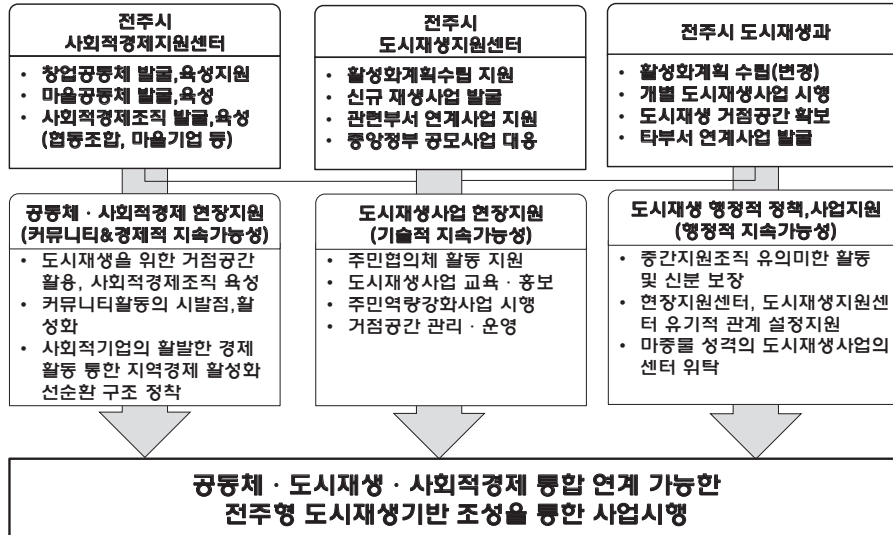 전주시
사회적경제지원센터
• 창업공동체 발굴,육성지원
• 마을공동체 발굴,육성
• 사회적경제조직 발굴,육성
(협동조합, 마을기업 등)
전주시
도시재생지원센터
• 활성화계획수립 지원
• 신규 재생사업 발굴
• 관련부서 연계사업 지원
• 중앙정부 공모사업 대응
전주시 도시재생과
• 활성화계획 수립(변경)
• 개별 도시재생사업 시행
• 도시재생 거점공간 확보
• 타부서 연계사업 발굴
공동체 · 사회적경제 현장지원
(커뮤니티&경제적 지속가능성)
• 도시재생을 위한 거점공간
활용, 사회적경제조직 육성
• 커뮤니티활동의 시발점,활
성화
• 사회적기업의 활발한 경제
활동 통한 지역경제 활성화
선순환 구조 정착
도시재생사업 현장지원
(기술적 지속가능성)
• 주민협의체 활동 지원
• 도시재생사업 교육 · 홍보
• 주민역량강화사업 시행
• 거점공간 관리 · 운영
도시재생 행정적 정책,사업지원
(행정적 지속가능성)
• 중간지원조직 유의미한 활동
및 신분 보장
• 현장지원센터, 도시재생지원센
터 유기적 관계 설정지원
• 마중물 성격의 도시재생사업의
센터 위탁
공동체 · 도시재생 · 사회적경제 통합 연계 가능한
전주형 도시재생기반 조성을 통한 사업시행